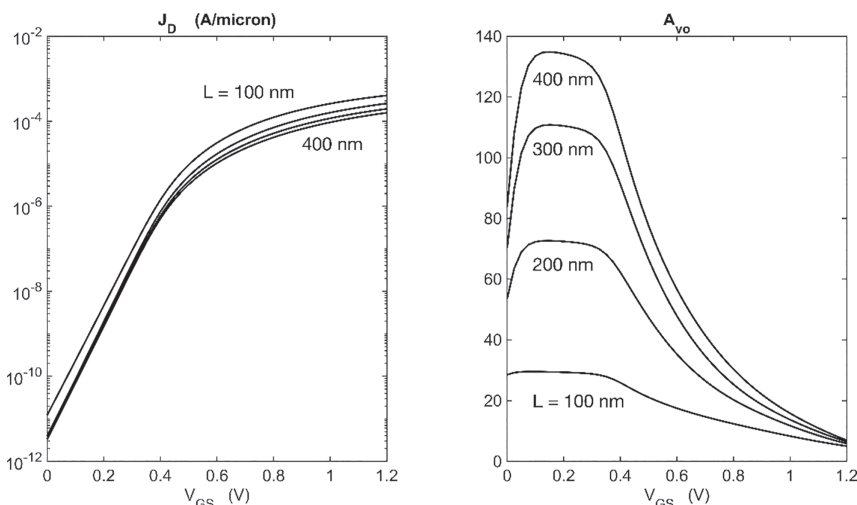 J_D (A/micron)
10^-2
10^-4
10^-6
10^-8
10^-10
10^-12
L = 100 nm
400 nm
0 0.2 0.4 0.6 0.8 1 1.2
V_GS (V)
A_vo
140
120
100
80
60
40
20
0
400 nm
300 nm
200 nm
L = 100 nm
0 0.2 0.4 0.6 0.8 1 1.2
V_GS (V)